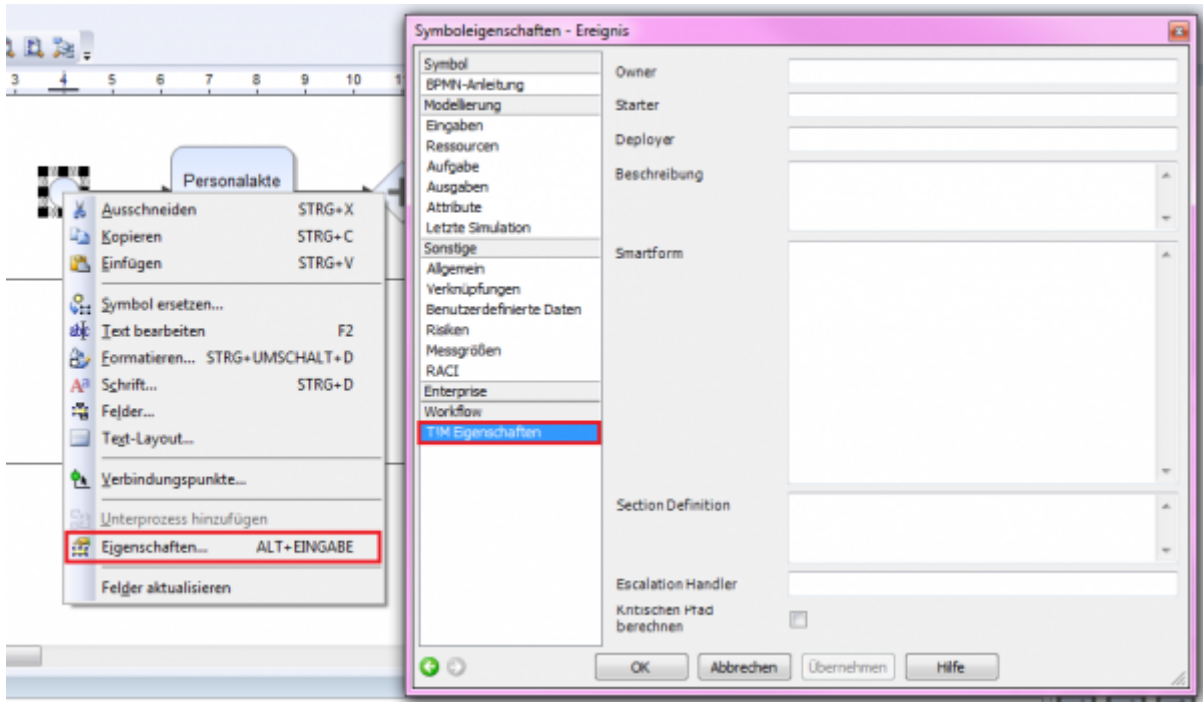 3 4 5 6 7 8 9 10 1
Personalakte
Ausschneiden STRG+X
Kopieren STRG+C
Einfügen STRG+V
Symbol ersetzen...
Text bearbeiten F2
Formatieren... STRG+UMSCHALT+D
Schrift... STRG+D
Felder...
Text-Layout...
Verbindungspunkte...
Unterprozess hinzufügen
Eigenschaften... ALT+EINGABE
Felder aktualisieren
Symboleigenschaften - Ereignis
Symbol
BPMN-Anleitung
Modellierung
Eingaben
Ressourcen
Aufgabe
Ausgaben
Attribute
Letzte Simulation
Sonstige
Allgemein
Verknüpfungen
Benutzerdefinierte Daten
Risiken
Messgrößen
RACI
Enterprise
Workflow
TIM Eigenschaften
Owner
Starter
Deployer
Beschreibung
Smartform
Section Definition
Escalation Handler
Kritischen Pfad
berechnen
OK Abbrechen Übernehmen Hilfe